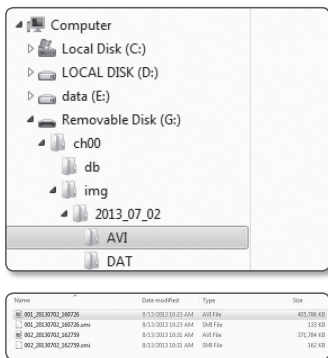 Computer
Local Disk (C:)
LOCAL DISK (D:)
data (E:)
Removable Disk (G:)
ch00
db
img
2013_07_02
AVI
DAT
Name Date modified Type Size
001_20130702_160726 8/13/2013 10:23 AM AVI File 405,786 KB
001_20130702_160726.smi 8/13/2013 10:23 AM SMI File 133 KB
002_20130702_162759 8/13/2013 10:31 AM AVI File 371,784 KB
002_20130702_162759.smi 8/13/2013 10:31 AM SMI File 162 KB